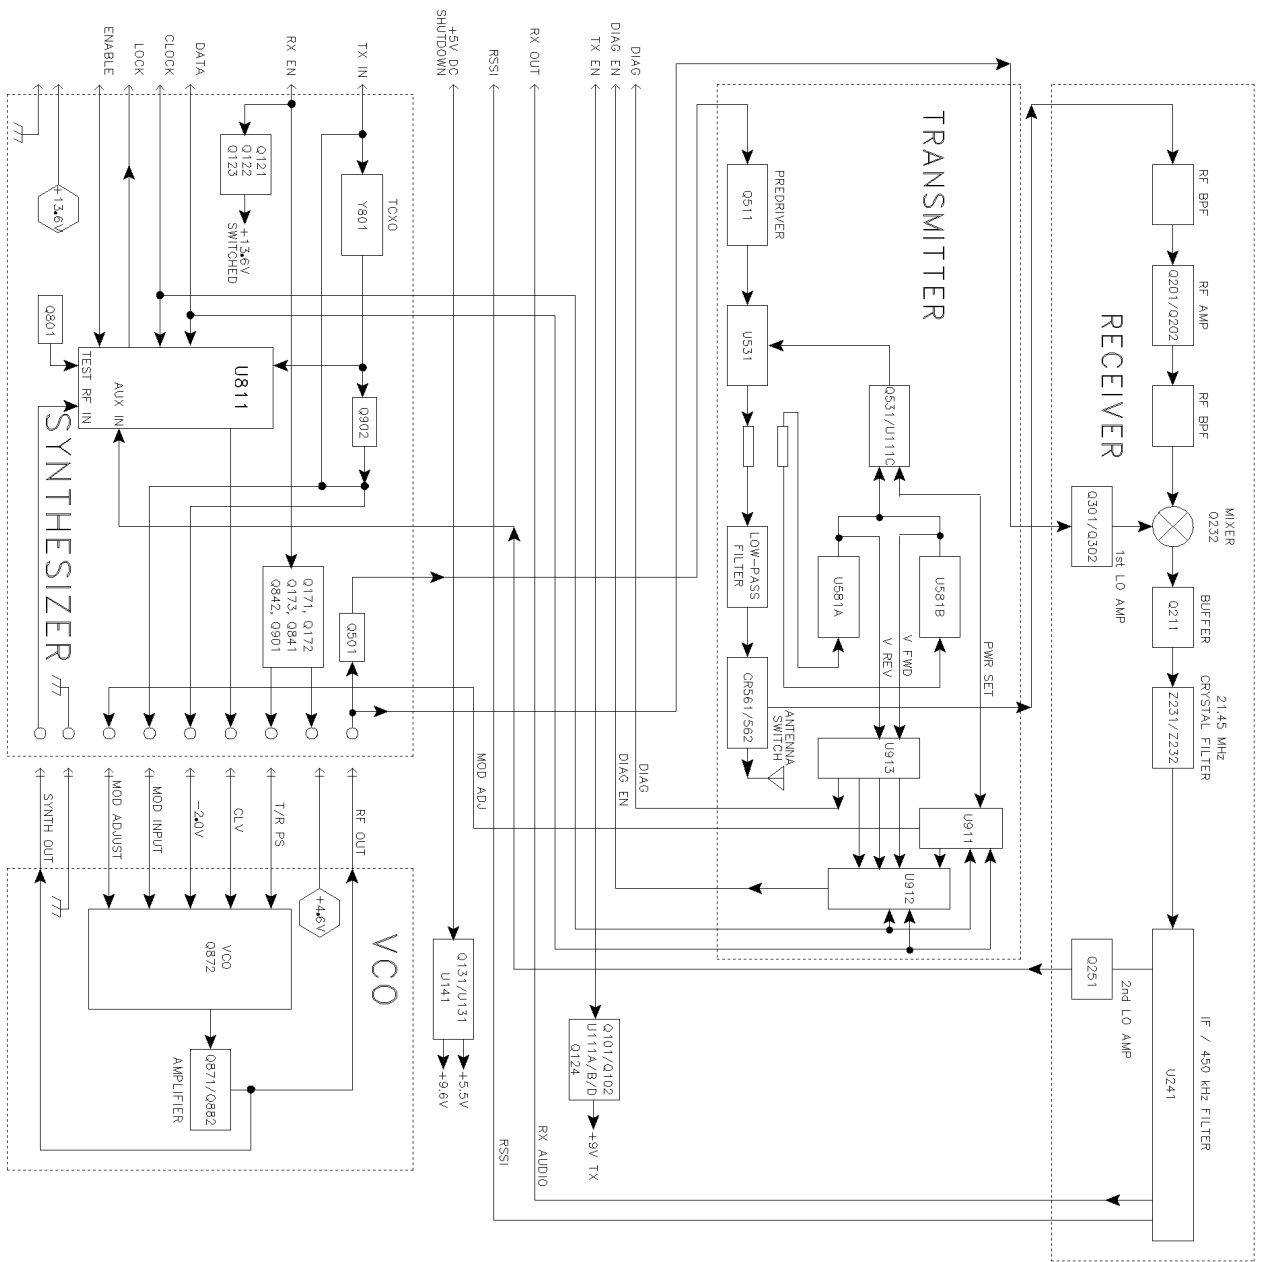 RECEIVER
RF BPF
RF AMP
Q201/Q202
RF BPF
MIXER
Q232
Q301/Q302
1st LO AMP
BUFFER
Q211
21.45 MHz
CRYSTAL FILTER
Z231/Z232
IF / 450 kHz FILTER
U241
Q251
2nd LO AMP
TRANSMITTER
PREDRIVER
Q511
U531
Q531/U111C
LOW-PASS
FILTER
U581A
U581B
V REV
V FWD
PWR SET
CR561/562
ANTENNA
SWITCH
U913
U911
U912
DIAG
DIAG EN
TX EN
RX OUT
RSSI
+5V DC
SHUTDOWN
TX IN
RX EN
DATA
CLOCK
LOCK
ENABLE
DIAG
DIAG EN
MOD ADJ
Q101/Q102
U111A/B/D
Q124
+9V TX
RX AUDIO
RSSI
Q131/U131
U141
+5.5V
+9.6V
SYNTHESIZER
TCXO
Y801
Q121
Q122
Q123
+13.6V
SWITCHED
+13.6V
Q801
U811
TEST RF IN
AUX IN
Q902
Q171, Q172
Q173, Q841
Q842, Q901
Q501
RF OUT
T/R PS
CLV
-2.0V
MOD INPUT
MOD ADJUST
SYNTH OUT
VCO
+4.6V
VCO
Q872
Q871/Q882
AMPLIFIER